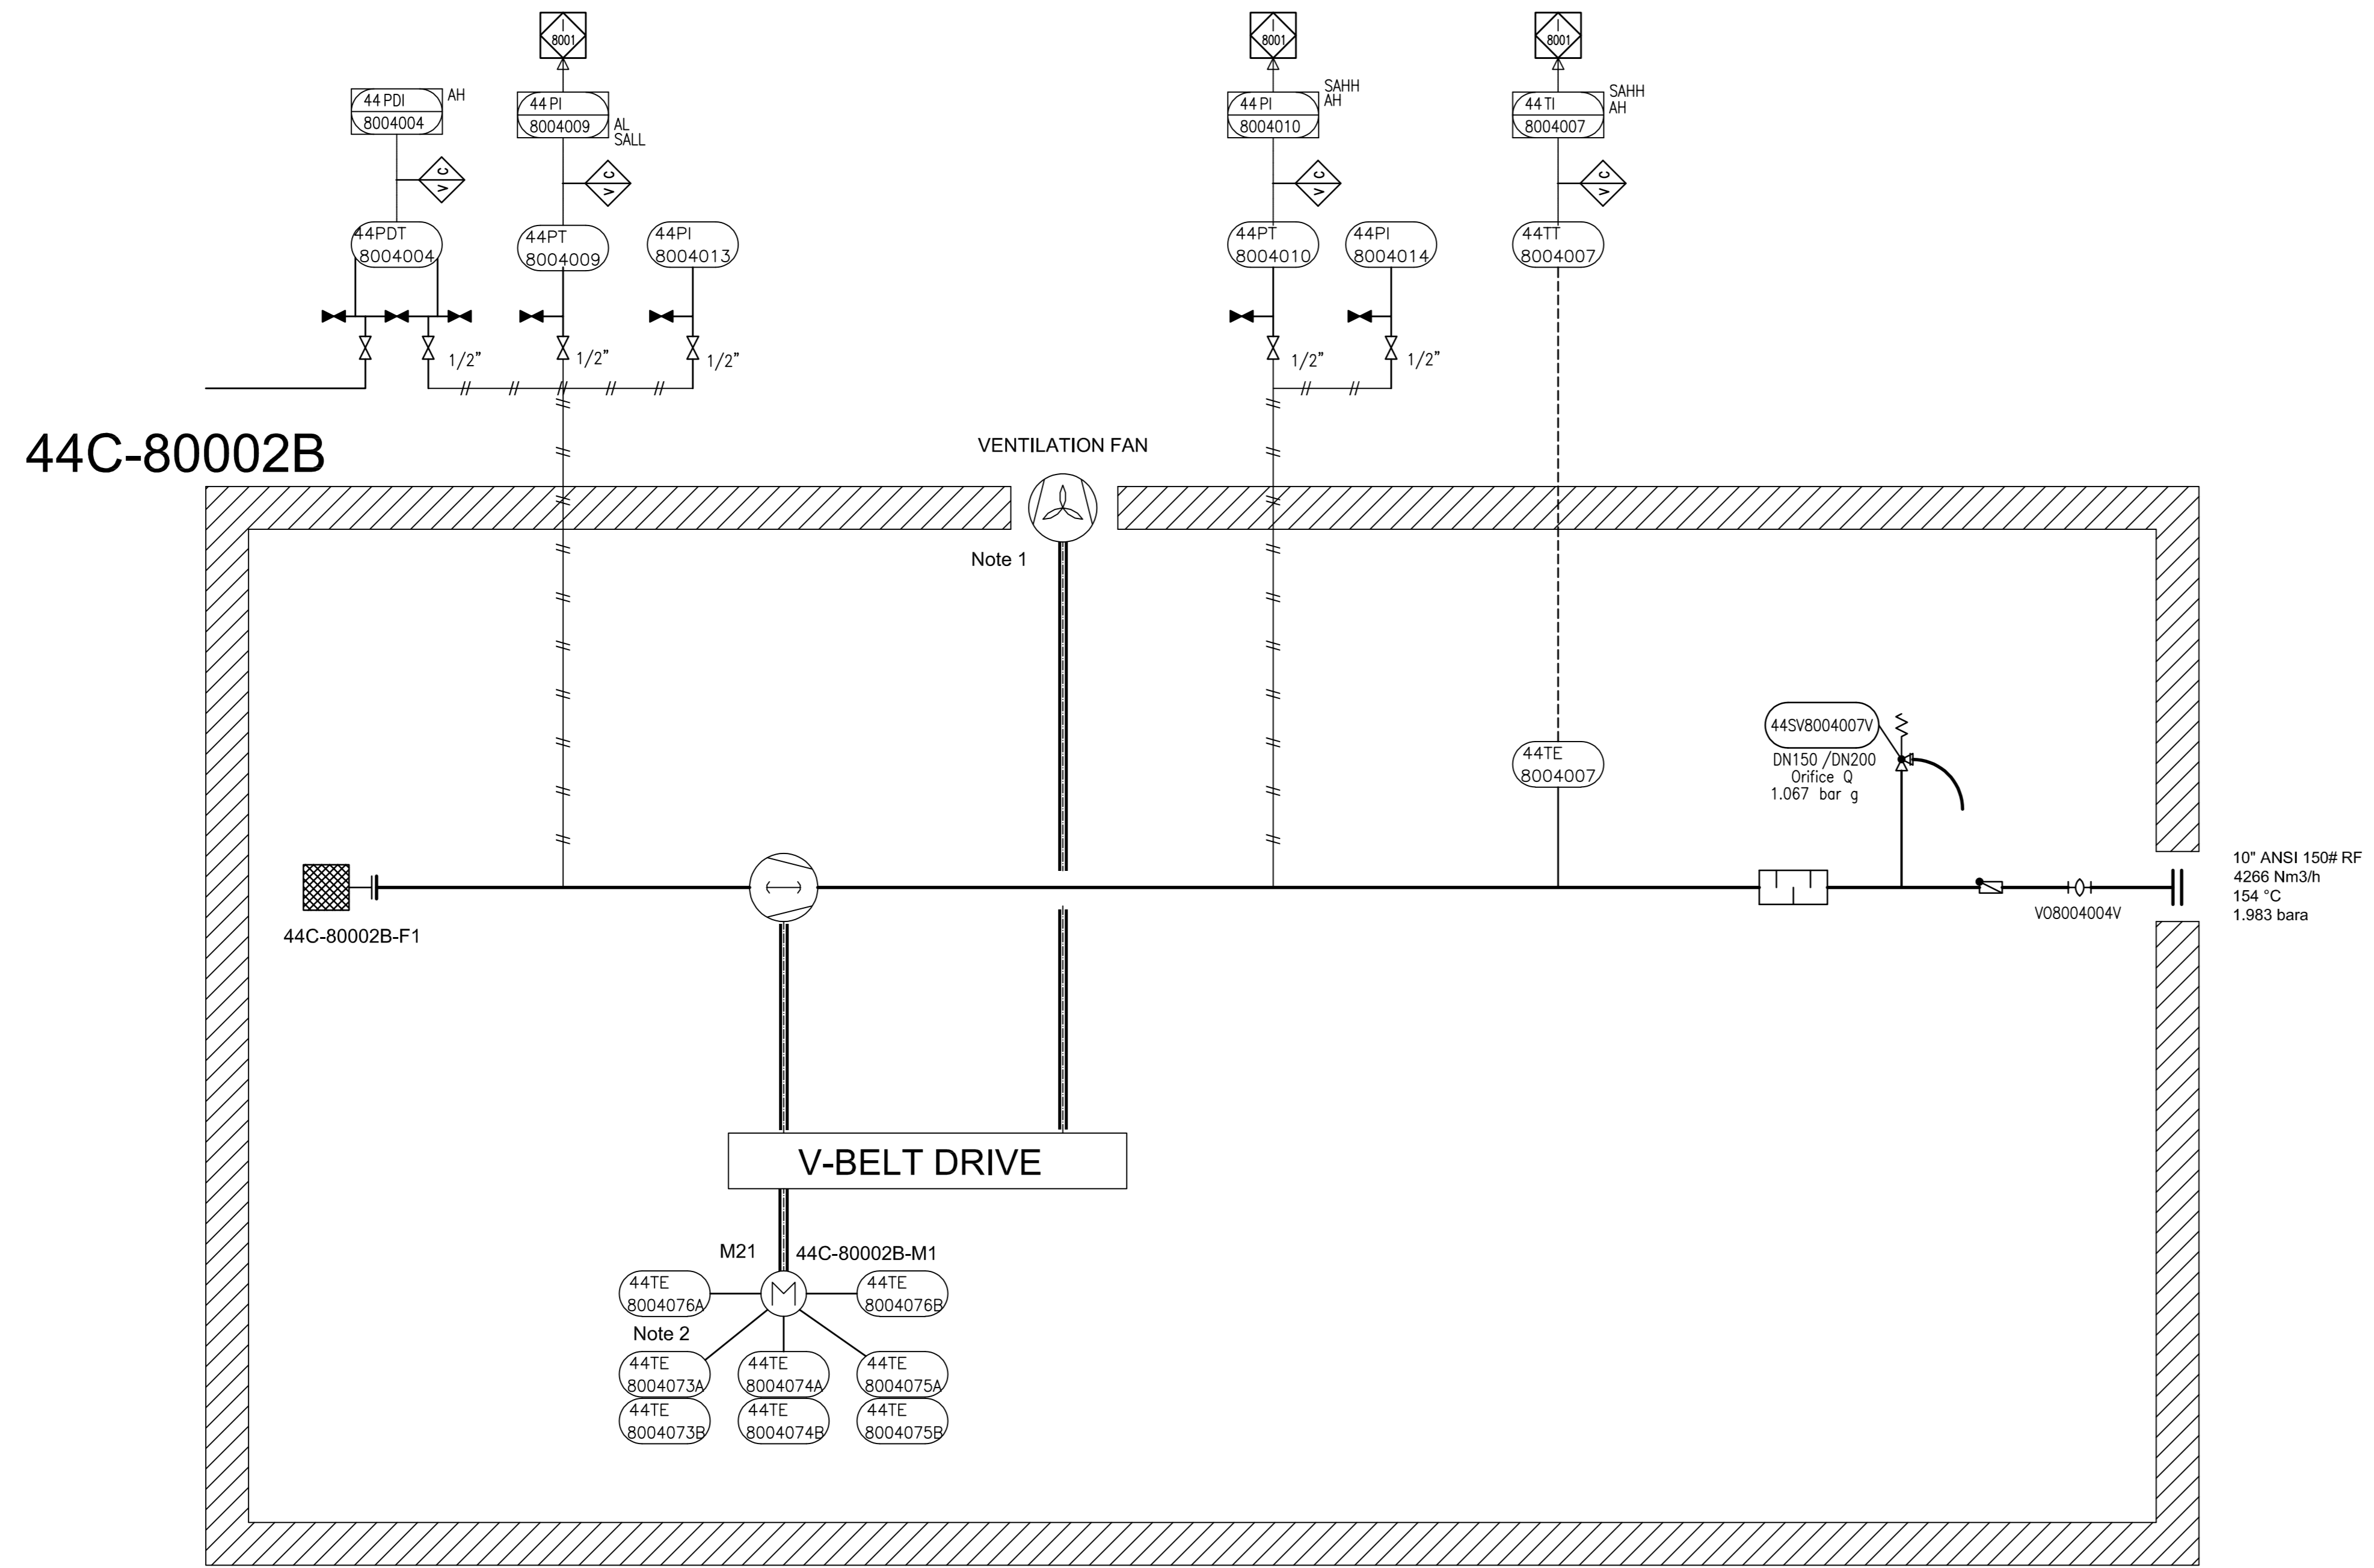 I
8001
I
8001
I
8001
44 PDI
8004004
AH
44 PI
8004009
AL
SALL
44 PI
8004010
SAHH
AH
44 TI
8004007
SAHH
AH
V C
V C
V C
V C
44PDT
8004004
44PT
8004009
44PI
8004013
44PT
8004010
44PI
8004014
44TT
8004007
1/2"
1/2"
1/2"
1/2"
1/2"
44C-80002B
VENTILATION FAN
Note 1
44TE
8004007
44SV8004007V
DN150 /DN200
Orifice Q
1.067 bar g
10" ANSI 150# RF
4266 Nm3/h
154 °C
1.983 bara
VO8004004V
44C-80002B-F1
V-BELT DRIVE
M21
44C-80002B-M1
44TE
8004076A
M
44TE
8004076B
Note 2
44TE
8004073A
44TE
8004074A
44TE
8004075A
44TE
8004073B
44TE
8004074B
44TE
8004075B